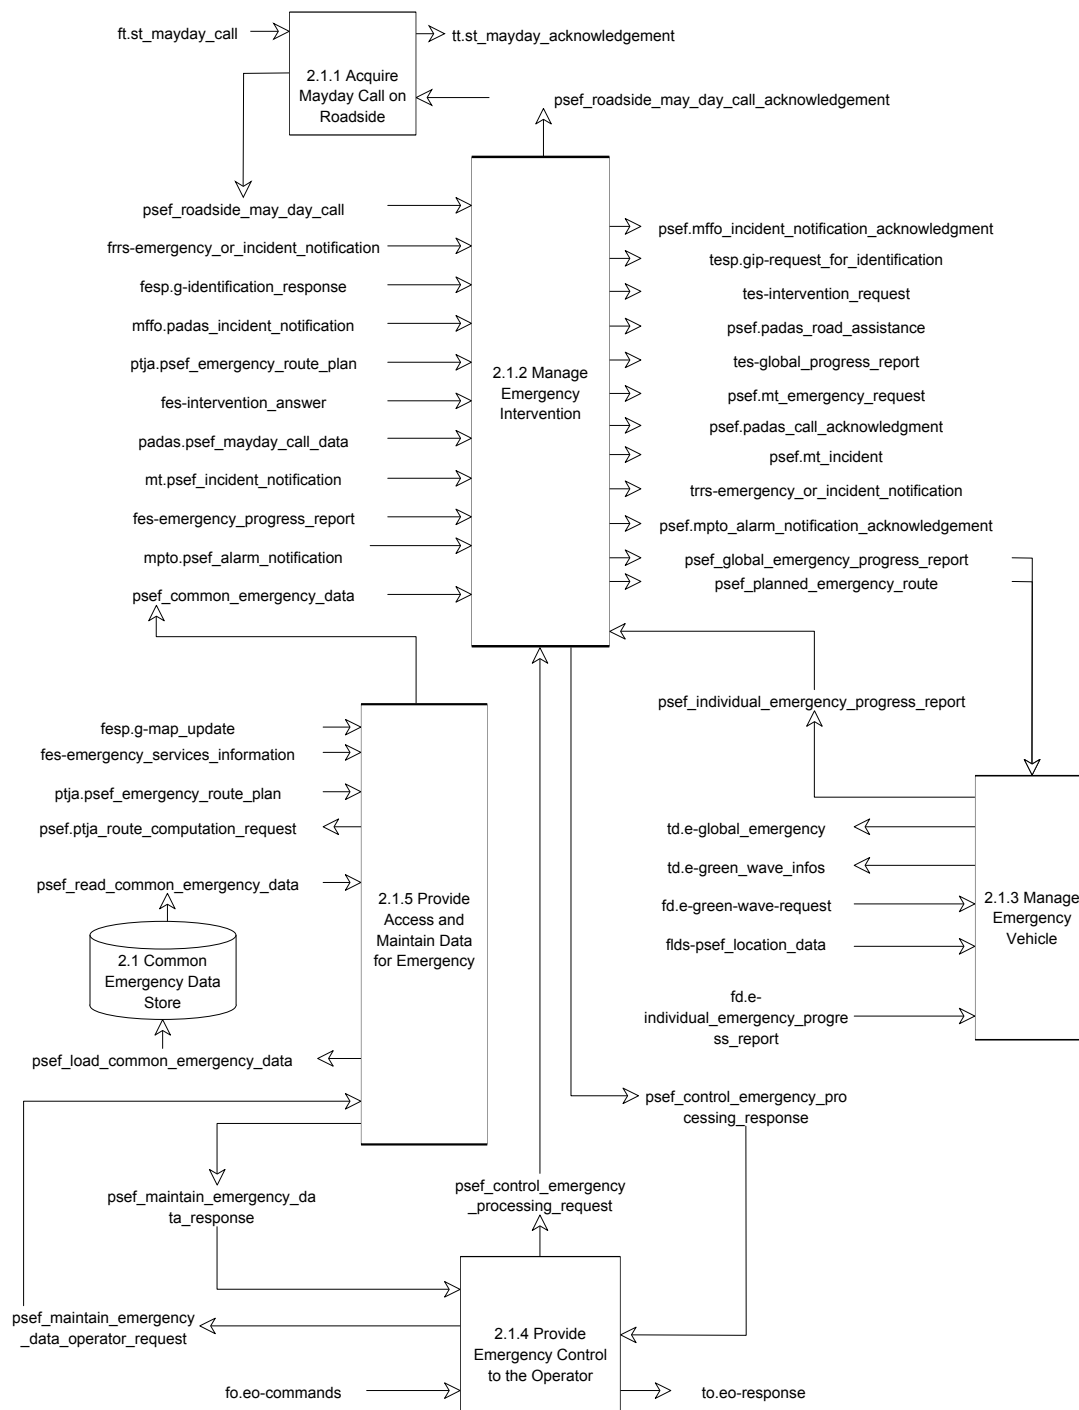 ft.st_mayday_call
tt.st_mayday_acknowledgement
2.1.1 Acquire
Mayday Call on
Roadside
psef_roadside_may_day_call_acknowledgement
psef_roadside_may_day_call
frrs-emergency_or_incident_notification
fesp.g-identification_response
mffo.padas_incident_notification
ptja.psef_emergency_route_plan
fes-intervention_answer
padas.psef_mayday_call_data
mt.psef_incident_notification
fes-emergency_progress_report
mpto.psef_alarm_notification
psef_common_emergency_data
2.1.2 Manage
Emergency
Intervention
psef.mffo_incident_notification_acknowledgment
tesp.gip-request_for_identification
tes-intervention_request
psef.padas_road_assistance
tes-global_progress_report
psef.mt_emergency_request
psef.padas_call_acknowledgment
psef.mt_incident
trrs-emergency_or_incident_notification
psef.mpto_alarm_notification_acknowledgement
psef_global_emergency_progress_report
psef_planned_emergency_route
psef_individual_emergency_progress_report
fesp.g-map_update
fes-emergency_services_information
ptja.psef_emergency_route_plan
psef.ptja_route_computation_request
psef_read_common_emergency_data
2.1 Common
Emergency Data
Store
psef_load_common_emergency_data
2.1.5 Provide
Access and
Maintain Data
for Emergency
td.e-global_emergency
td.e-green_wave_infos
fd.e-green-wave-request
flds-psef_location_data
fd.e-
individual_emergency_progre
ss_report
2.1.3 Manage
Emergency
Vehicle
psef_control_emergency_pro
cessing_response
psef_maintain_emergency_da
ta_response
psef_control_emergency
_processing_request
psef_maintain_emergency
_data_operator_request
2.1.4 Provide
Emergency Control
to the Operator
fo.eo-commands
to.eo-response